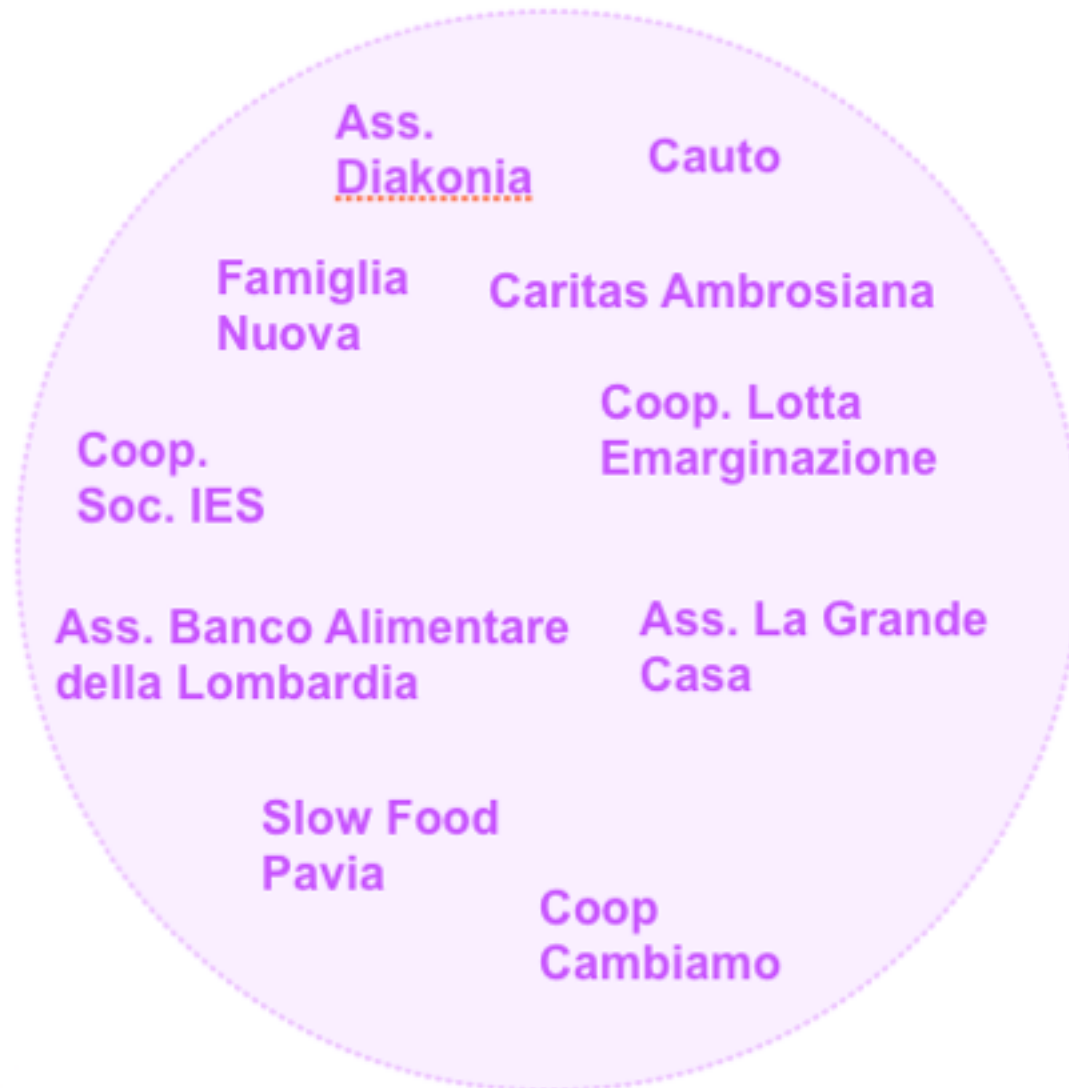 Ass.
Diakonia
Cauto
Famiglia
Nuova
Caritas Ambrosiana
Coop. Lotta
Emarginazione
Coop.
Soc. IES
Ass. Banco Alimentare
della Lombardia
Ass. La Grande
Casa
Slow Food
Pavia
Coop
Cambiamo